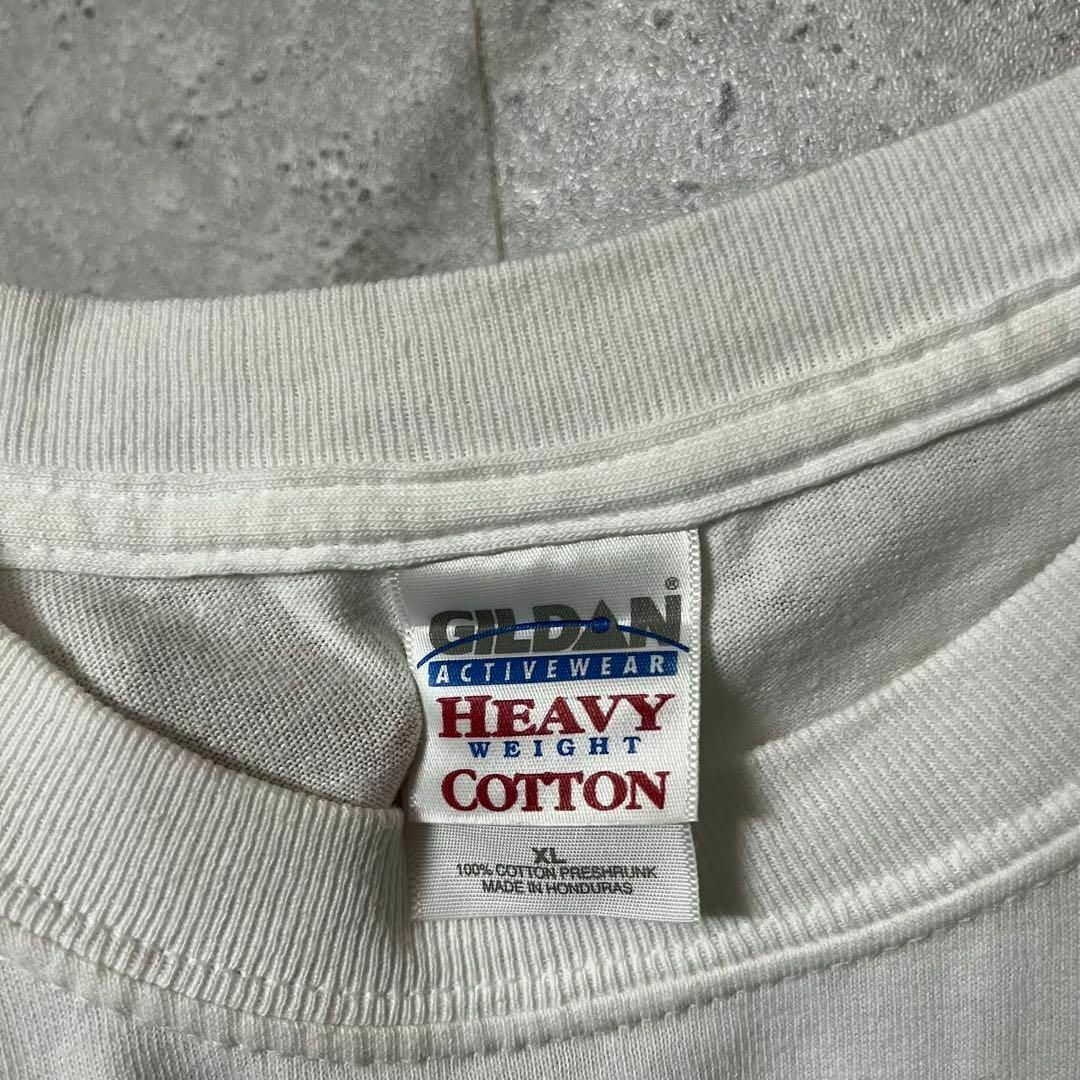 GILDAN®
ACTIVEWEAR
HEAVY
WEIGHT
COTTON
XL
100% COTTON PRESHRUNK
MADE IN HONDURAS